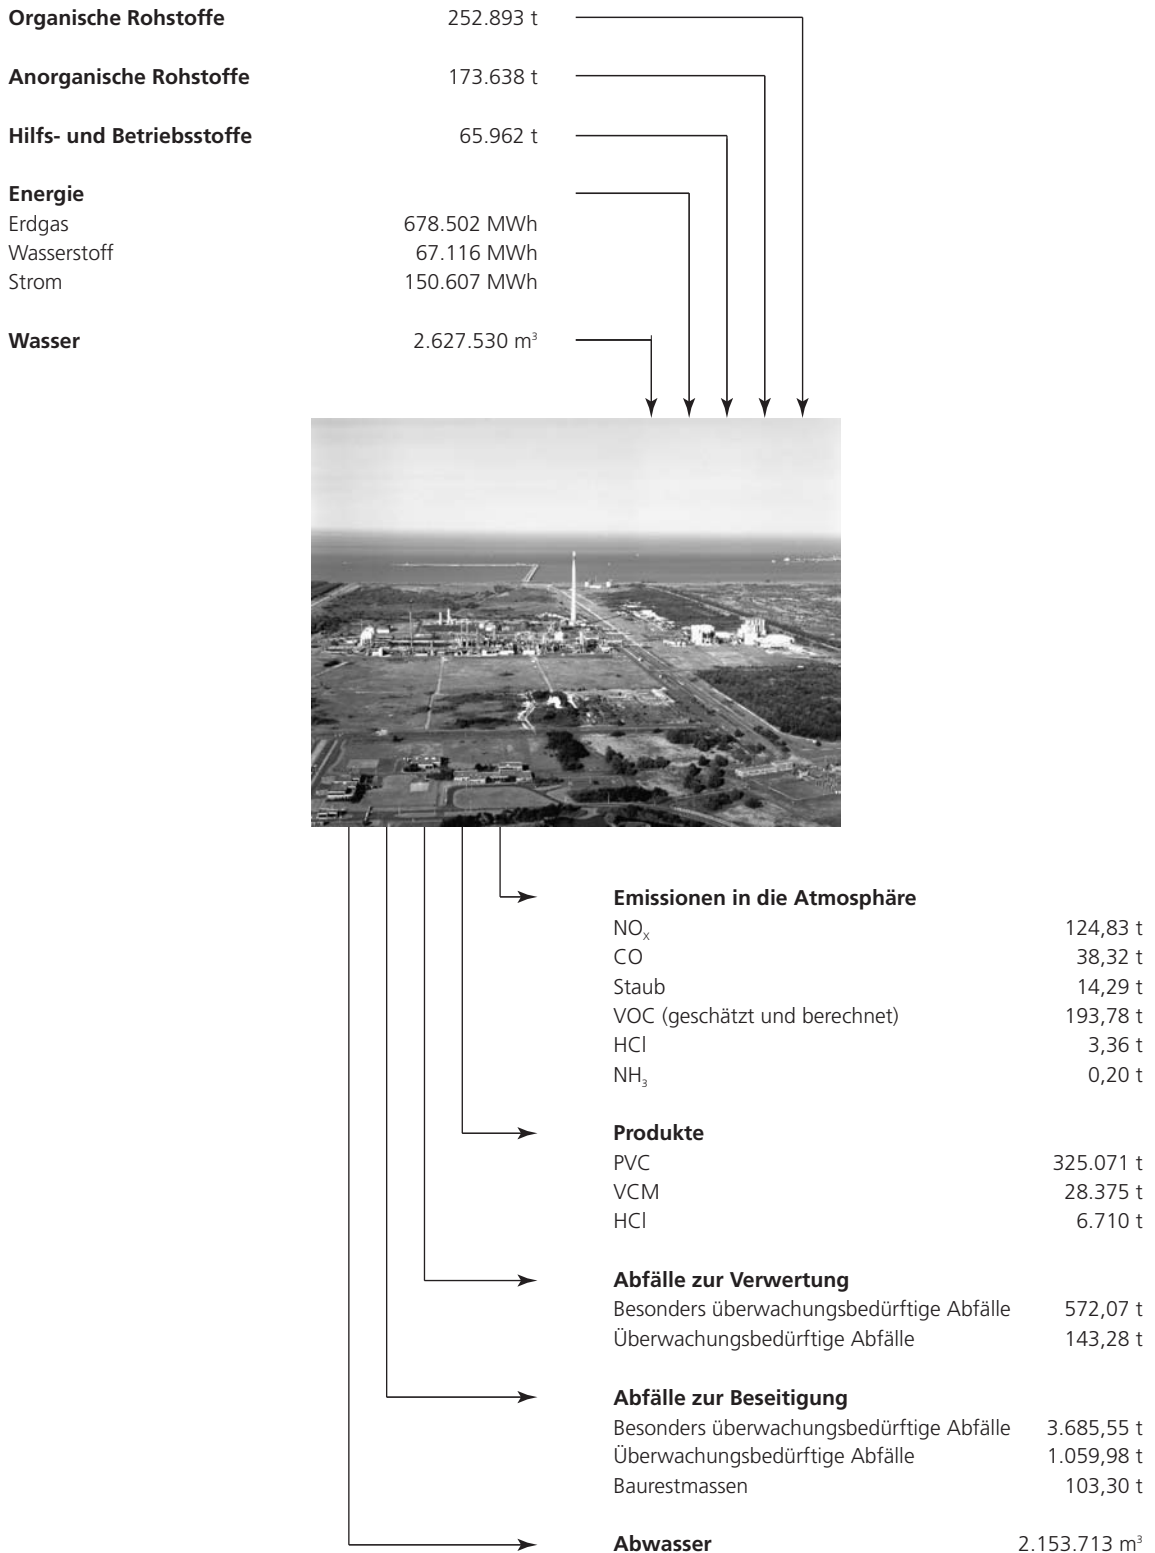 Organische Rohstoffe 252.893 t
Anorganische Rohstoffe 173.638 t
Hilfs- und Betriebsstoffe 65.962 t
Energie
Erdgas 678.502 MWh
Wasserstoff 67.116 MWh
Strom 150.607 MWh
Wasser 2.627.530 m³
Emissionen in die Atmosphäre
NOₓ 124,83 t
CO 38,32 t
Staub 14,29 t
VOC (geschätzt und berechnet) 193,78 t
HCl 3,36 t
NH₃ 0,20 t
Produkte
PVC 325.071 t
VCM 28.375 t
HCl 6.710 t
Abfälle zur Verwertung
Besonders überwachungsbedürftige Abfälle 572,07 t
Überwachungsbedürftige Abfälle 143,28 t
Abfälle zur Beseitigung
Besonders überwachungsbedürftige Abfälle 3.685,55 t
Überwachungsbedürftige Abfälle 1.059,98 t
Baurestmassen 103,30 t
Abwasser 2.153.713 m³